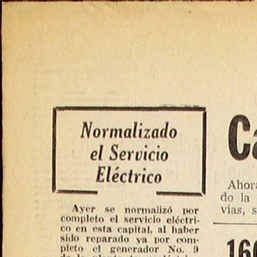 Normalizado
el Servicio
Eléctrico
Ayer se normalizó por
completo el servicio eléctri-
co en esta capital, al haber
sido reparado ya por com-
pleto el generador No. 9
Ca
Ahora
do la
vias, s
160